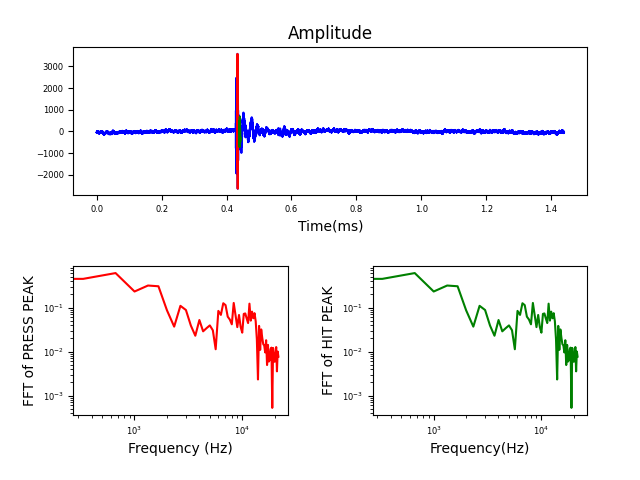 Amplitude
3000
2000
1000
0
−1000
−2000
0.0 0.2 0.4 0.6 0.8 1.0 1.2 1.4
Time(ms)
FFT of PRESS PEAK
10⁻¹
10⁻²
10⁻³
10³ 10⁴
Frequency (Hz)
FFT of HIT PEAK
10⁻¹
10⁻²
10⁻³
10³ 10⁴
Frequency(Hz)